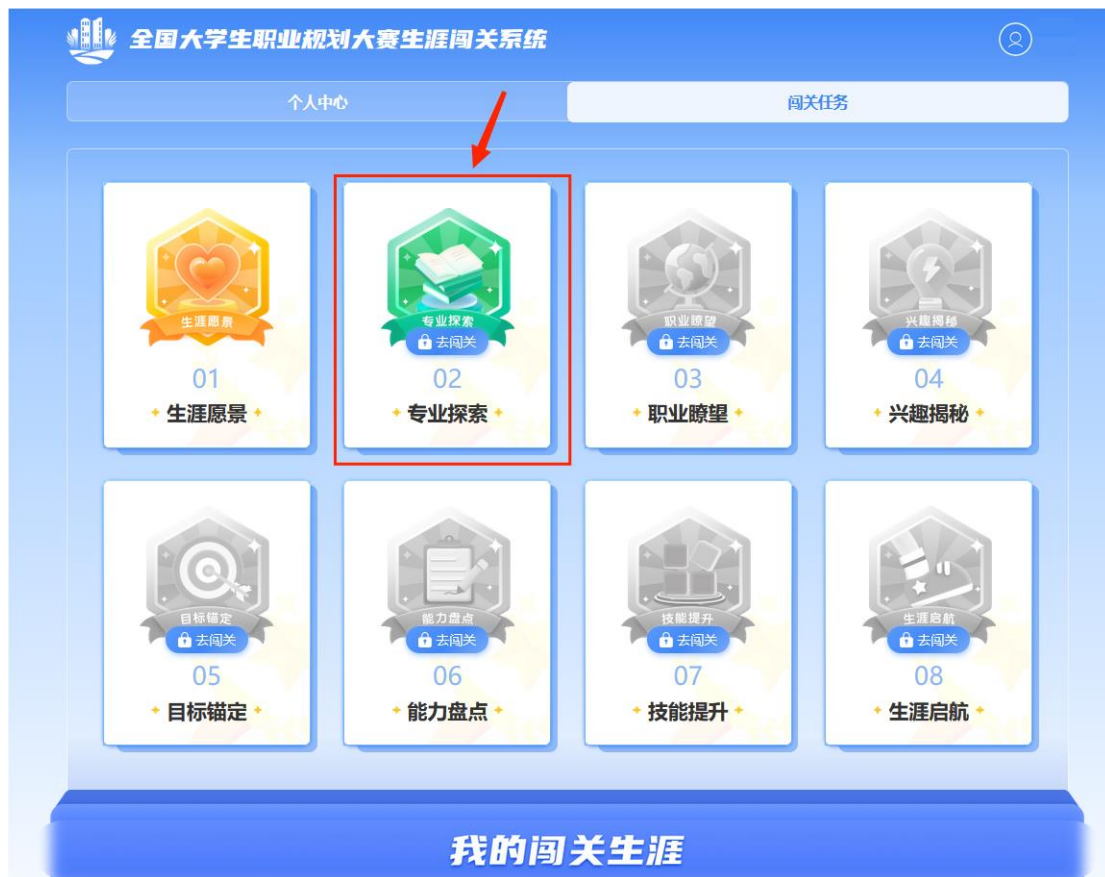 全国大学生职业规划大赛生涯闯关系统
个人中心 闯关任务
生涯愿景 专业探索 职业瞭望 兴趣揭秘
去闯关 去闯关 去闯关
01 02 03 04
生涯愿景 专业探索 职业瞭望 兴趣揭秘
目标锚定 能力盘点 技能提升 生涯启航
去闯关 去闯关 去闯关 去闯关
05 06 07 08
目标锚定 能力盘点 技能提升 生涯启航
我的闯关生涯